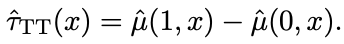 τ̂_TT(x) = μ̂(1, x) − μ̂(0, x).